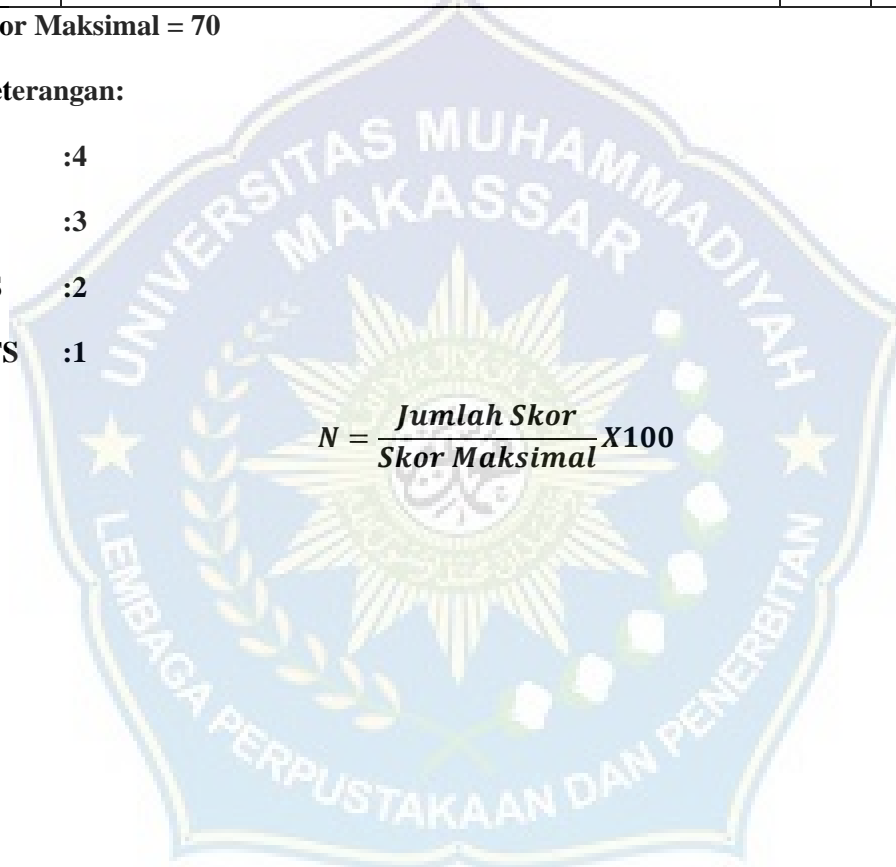 or Maksimal = 70
eterangan:
:4
:3
:2
TS :1
N = Jumlah Skor / Skor Maksimal X100
UNIVERSITAS MUHAMMADIYAH
MAKASSAR
LEMBAGA PERPUSTAKAAN DAN PENERBITAN